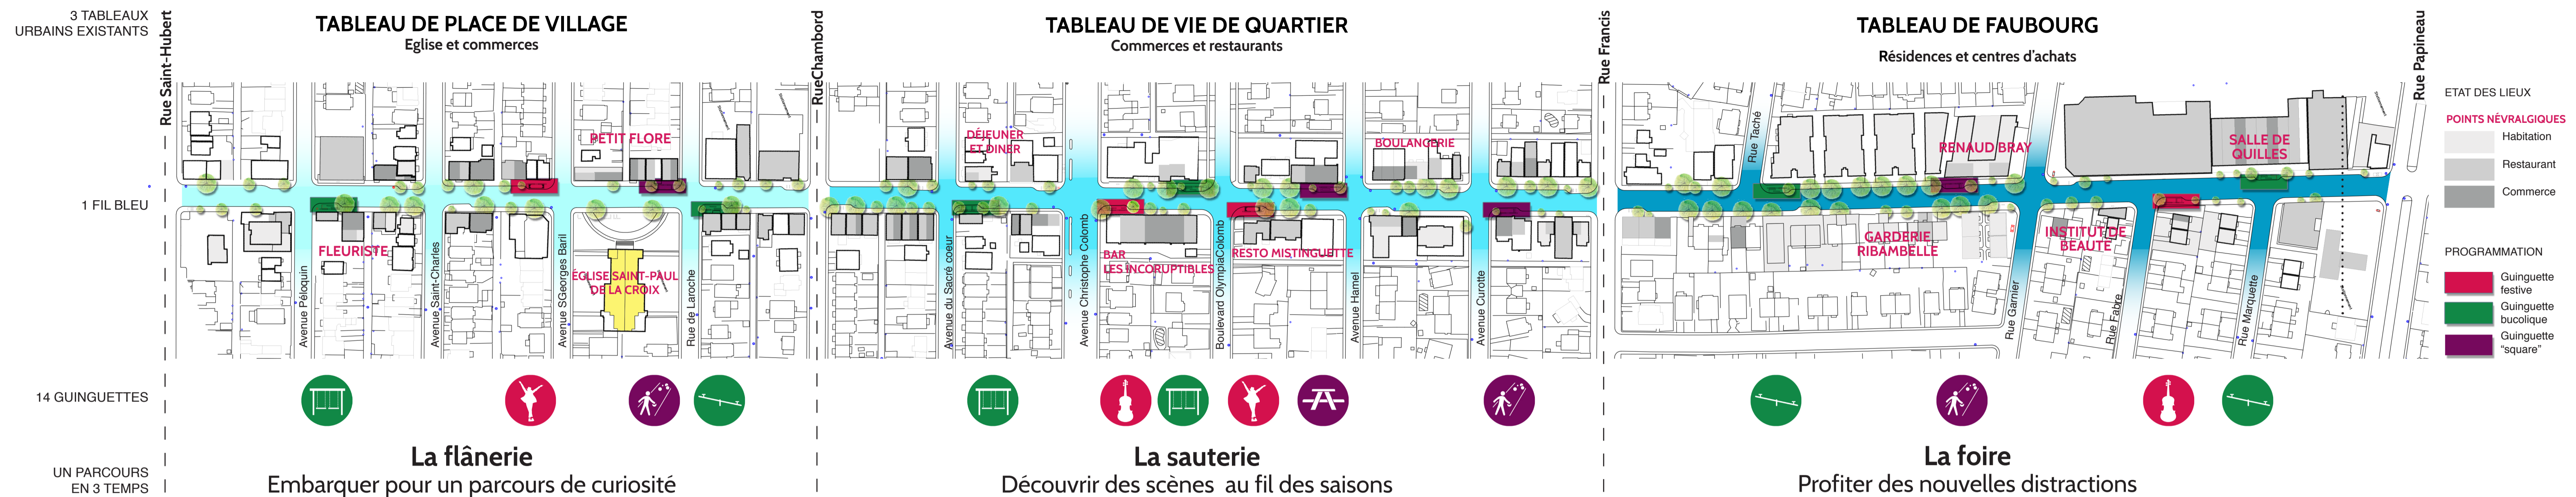 3 TABLEAUX
URBAINS EXISTANTS
Rue Saint-Hubert
TABLEAU DE PLACE DE VILLAGE
Eglise et commerces
RueChambord
TABLEAU DE VIE DE QUARTIER
Commerces et restaurants
Rue Francis
TABLEAU DE FAUBOURG
Résidences et centres d'achats
Rue Papineau
ETAT DES LIEUX
POINTS NÉVRALGIQUES
Habitation
Restaurant
Commerce
PROGRAMMATION
Guinguette
festive
Guinguette
bucolique
Guinguette
“square”
1 FIL BLEU
PETIT FLORE
FLEURISTE
ÉGLISE SAINT-PAUL
DE LA CROIX
Avenue Péloquin
Avenue Saint-Charles
Avenue SGeorges Baril
Rue de Laroche
DÉJEUNER
ET DINER
BOULANGERIE
BAR
LES INCORUPTIBLES
RESTO MISTINGUETTE
Avenue du Sacré coeur
Avenue Christophe Colomb
Boulevard OlympiaColomb
Avenue Hamel
Avenue Curotte
Rue Taché
RENAUD BRAY
SALLE DE
QUILLES
GARDERIE
RIBAMBELLE
INSTITUT DE
BEAUTE
Rue Garnier
Rue Fabre
Rue Marquette
14 GUINGUETTES
UN PARCOURS
EN 3 TEMPS
La flânerie
Embarquer pour un parcours de curiosité
La sauterie
Découvrir des scènes au fil des saisons
La foire
Profiter des nouvelles distractions